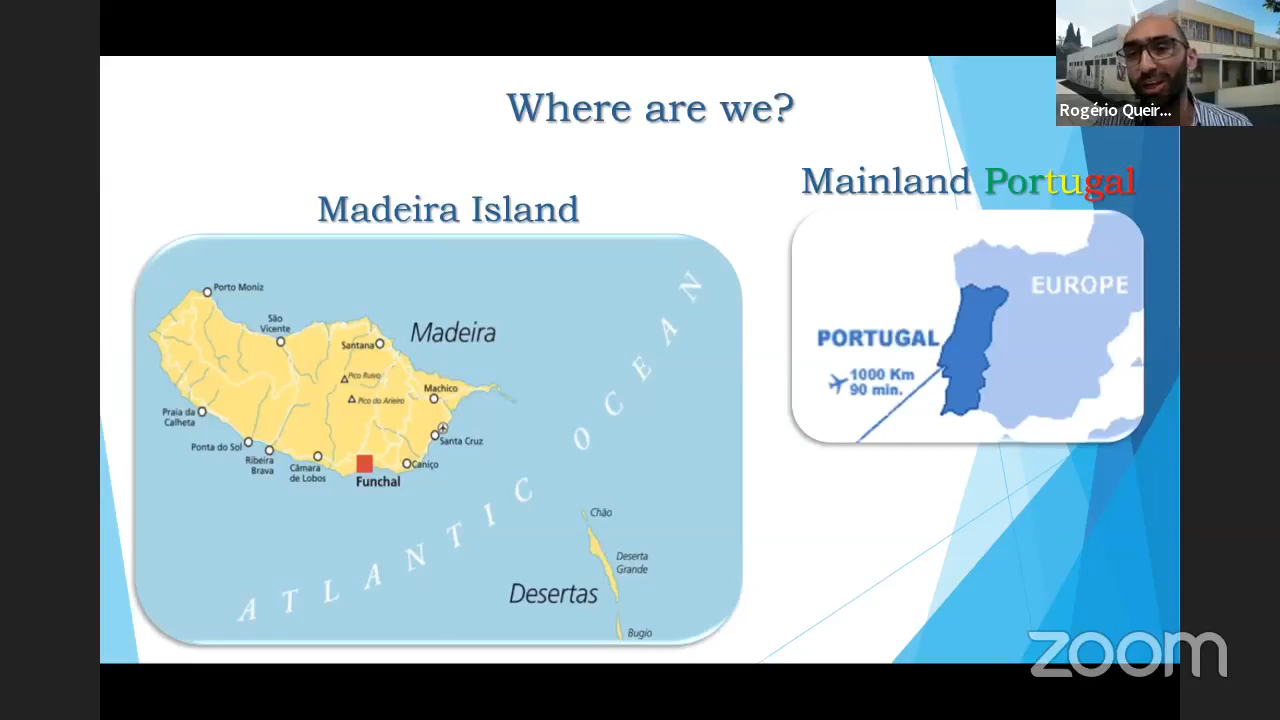 Where are we?
Rogério Queir...
Mainland Portugal
Madeira Island
EUROPE
PORTUGAL
1000 Km
90 min.
Porto Moniz
São
Vicente
Santana
Madeira
Pico Ruivo
Pico do Arieiro
Machico
Praia da
Calheta
Santa Cruz
Ponta do Sol
Ribeira
Brava
Câmara
de Lobos
Caniço
Funchal
ATLANTIC OCEAN
Chão
Deserta
Grande
Desertas
Bugio
zoom